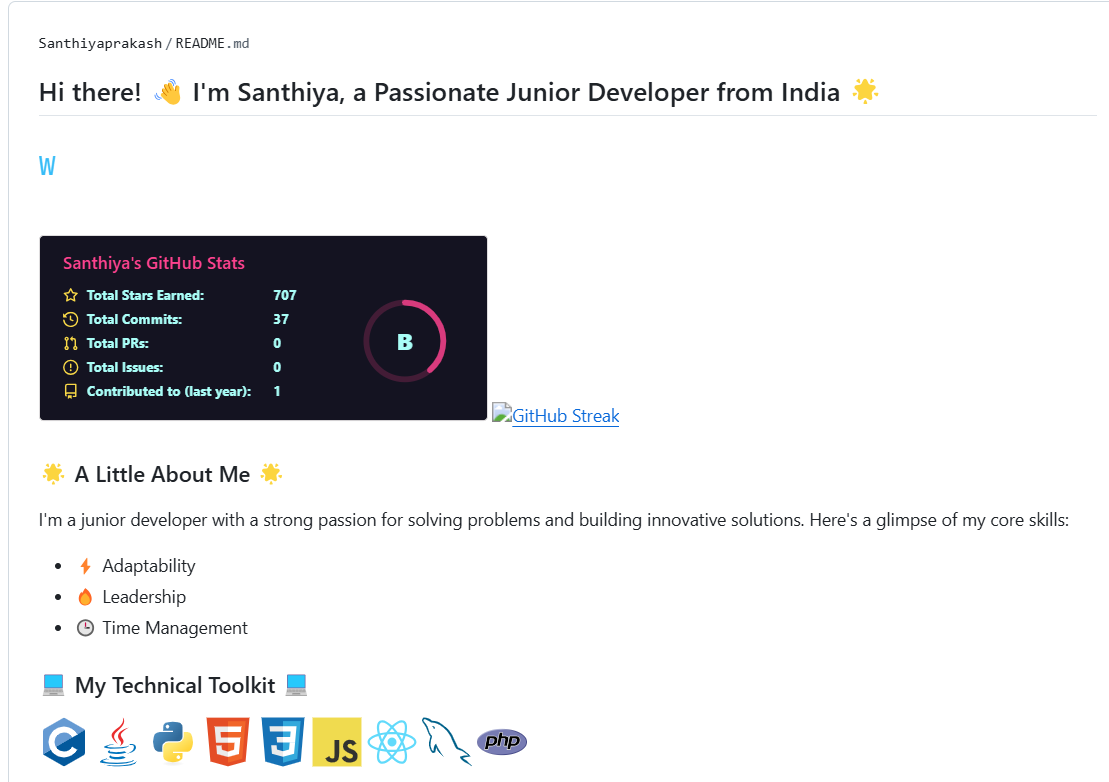 Santhiyaprakash / README.md
Hi there! 👋 I'm Santhiya, a Passionate Junior Developer from India 🌟
W
Santhiya's GitHub Stats
Total Stars Earned: 707
Total Commits: 37
Total PRs: 0
Total Issues: 0
Contributed to (last year): 1
B
GitHub Streak
🌟 A Little About Me 🌟
I'm a junior developer with a strong passion for solving problems and building innovative solutions. Here's a glimpse of my core skills:
• ⚡ Adaptability
• 🔥 Leadership
• 🕒 Time Management
💻 My Technical Toolkit 💻
C 5 3 JS php